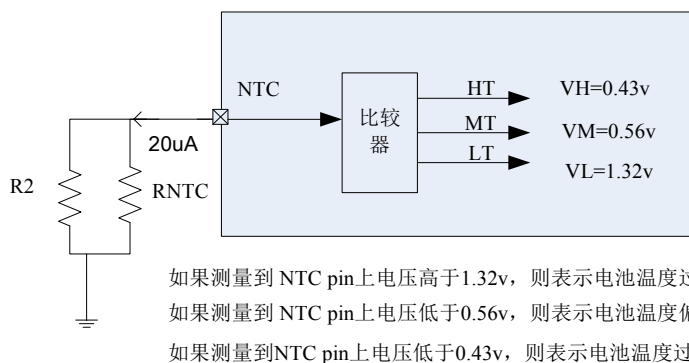 NTC
HT
VH=0.43v
比较
器
MT
VM=0.56v
20uA
LT
VL=1.32v
R2
RNTC
如果测量到 NTC pin上电压高于1.32v，则表示电池温度过
如果测量到 NTC pin上电压低于0.56v，则表示电池温度偏
如果测量到NTC pin上电压低于0.43v，则表示电池温度过